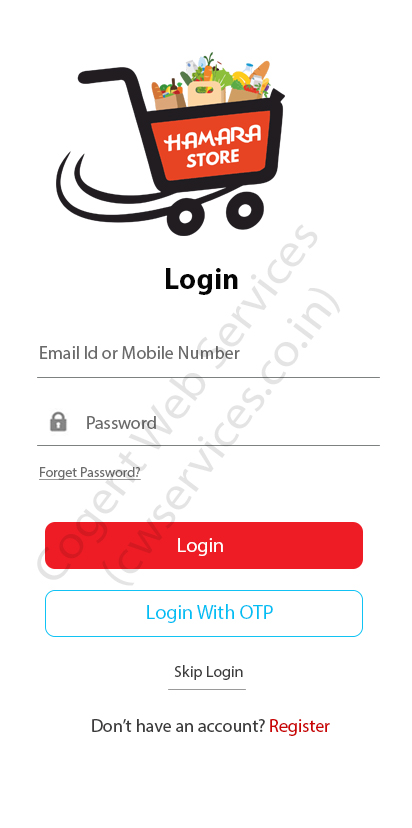 HAMARA
STORE
Login
Email Id or Mobile Number
Password
Forget Password?
Login
Login With OTP
Skip Login
Don't have an account? Register
Cogent Web Services
(cwservices.co.in)